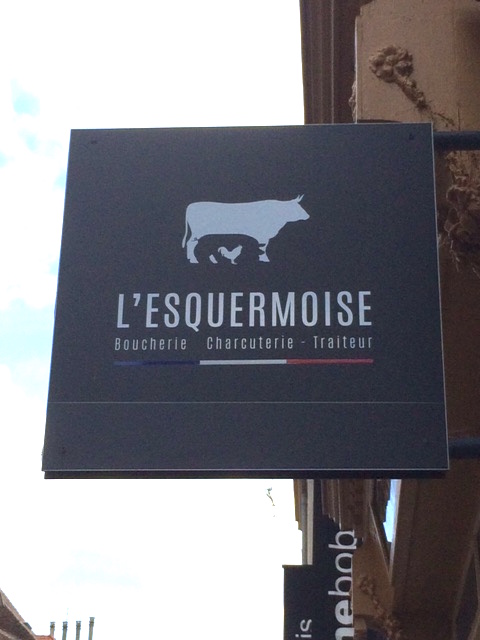 L'ESQUERMOISE
Boucherie Charcuterie - Traiteur